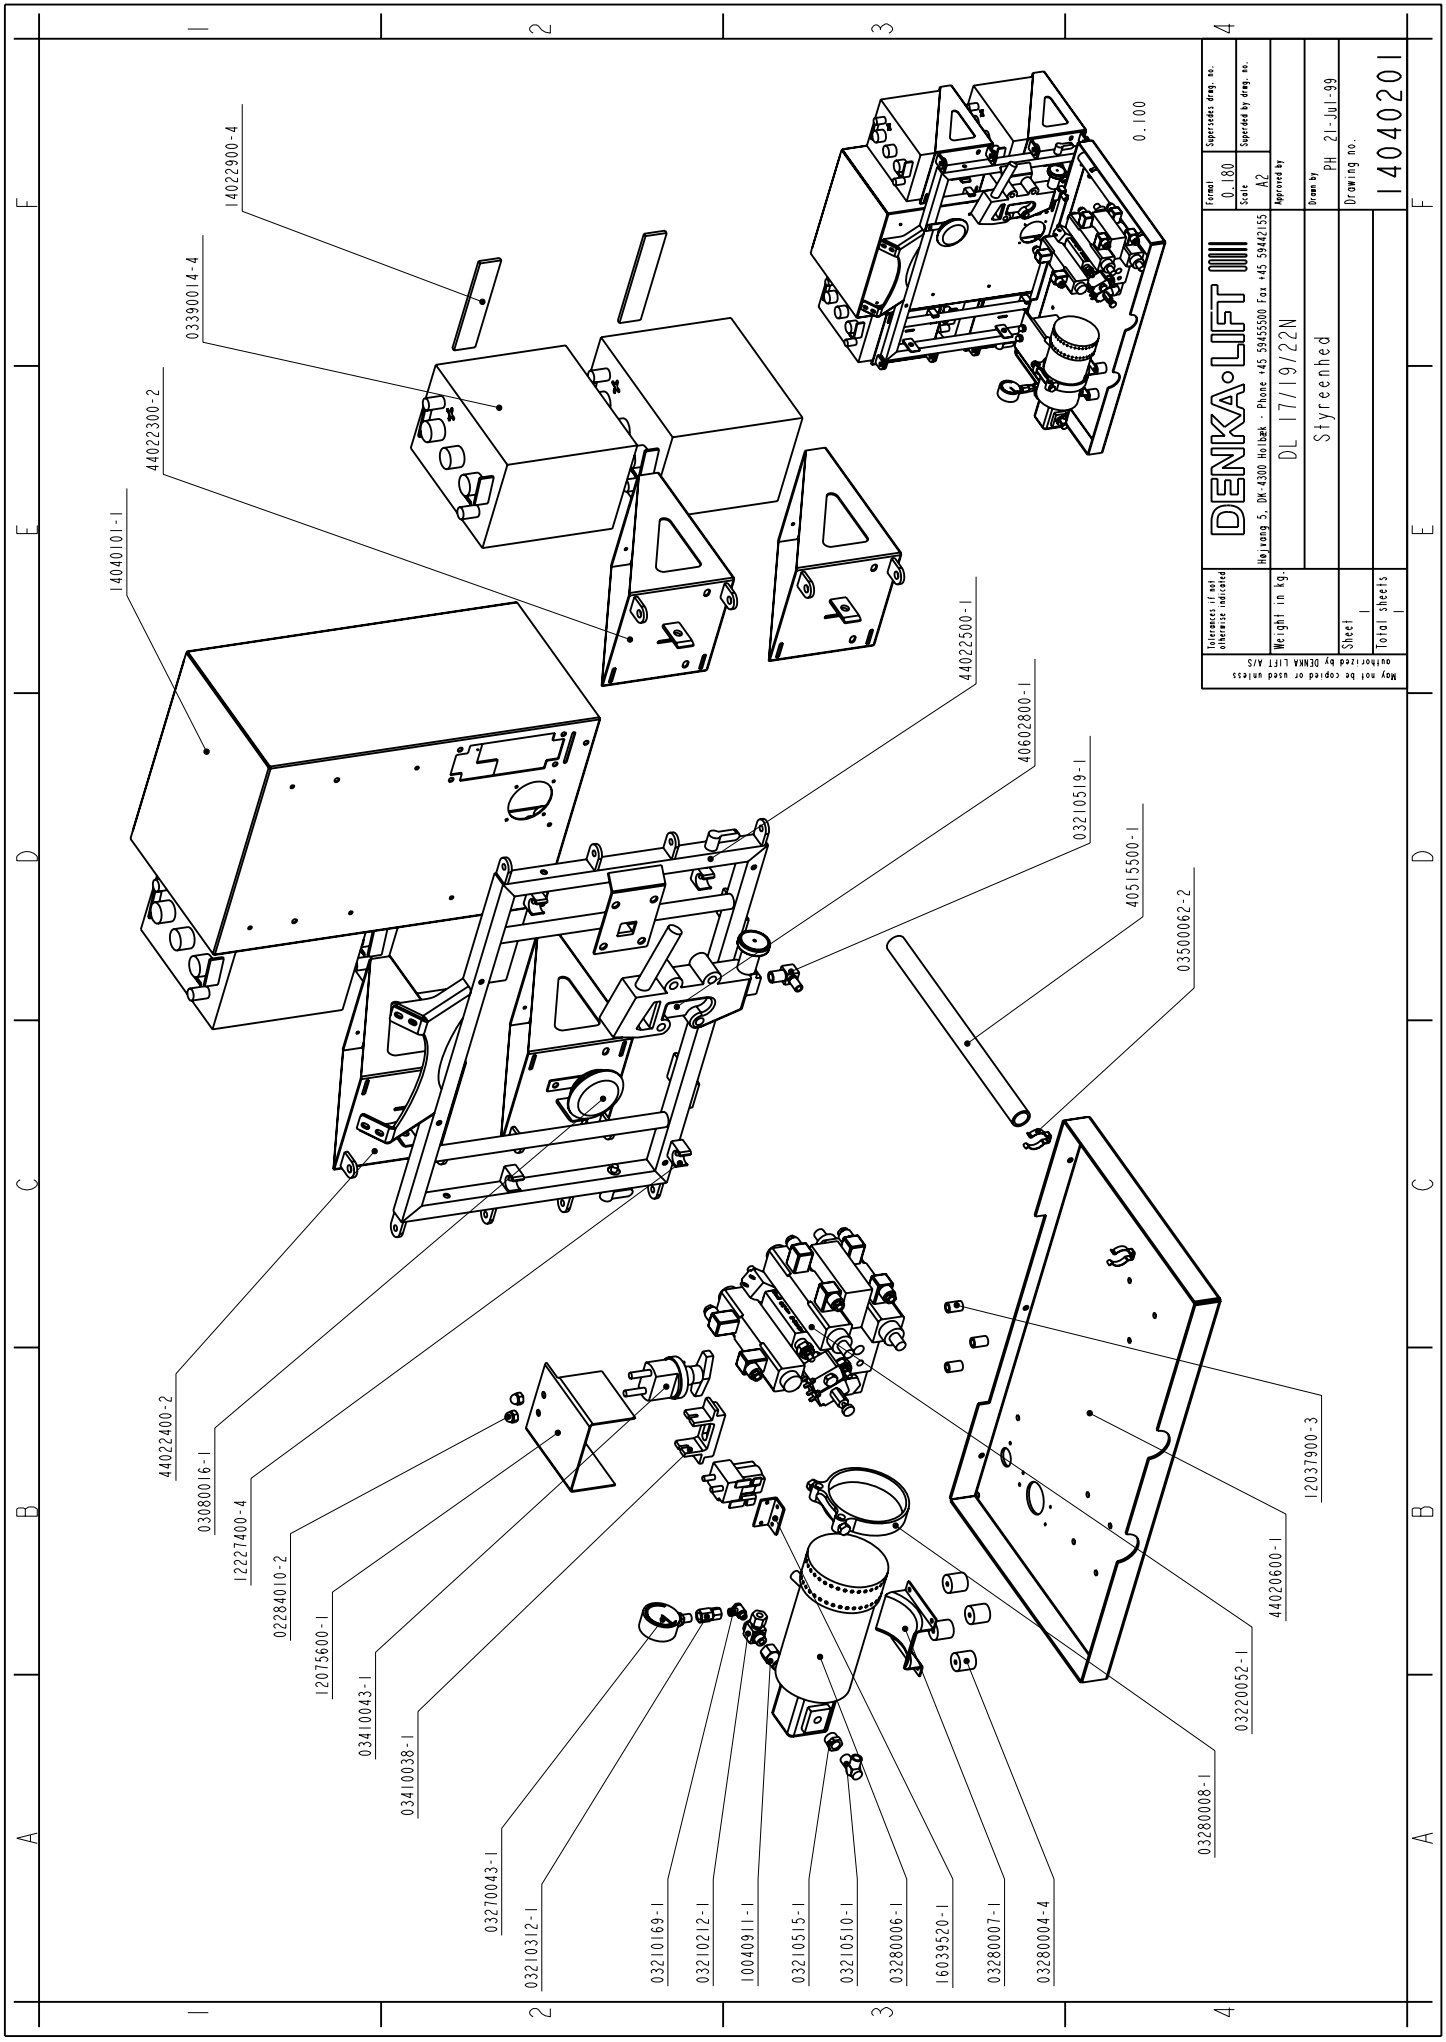 A
B
C
D
E
F
1
2
3
4
14040101-1
44022300-2
03390014-4
14022900-4
44022500-1
40602800-1
03210519-1
40515500-1
03500062-2
44022400-2
03080016-1
12227400-4
02284010-2
12075600-1
03410043-1
03410038-1
03270043-1
03210312-1
03210169-1
03210212-1
10040911-1
03210515-1
03210510-1
03280006-1
16039520-1
03280007-1
03280004-4
03280008-1
03220052-1
44020600-1
12037900-3
0.100
May not be copied or used unless
authorized by DENKA LIFT A/S
Tolerances if not
otherwise indicated
DENKA•LIFT
Højvang 5, DK-4300 Holbæk - Phone +45 59455500 Fax +45 59442155
Format
0.180
Supersedes drwg. no.
Scale
A2
Superded by drwg. no.
Weight in kg.
DL 17/19/22N
Approved by
Styreenhed
Drawn by
PH 21-Jul-99
Sheet
1
Drawing no.
14040201
Total sheets
1
A
B
C
D
E
F
1
2
3
4